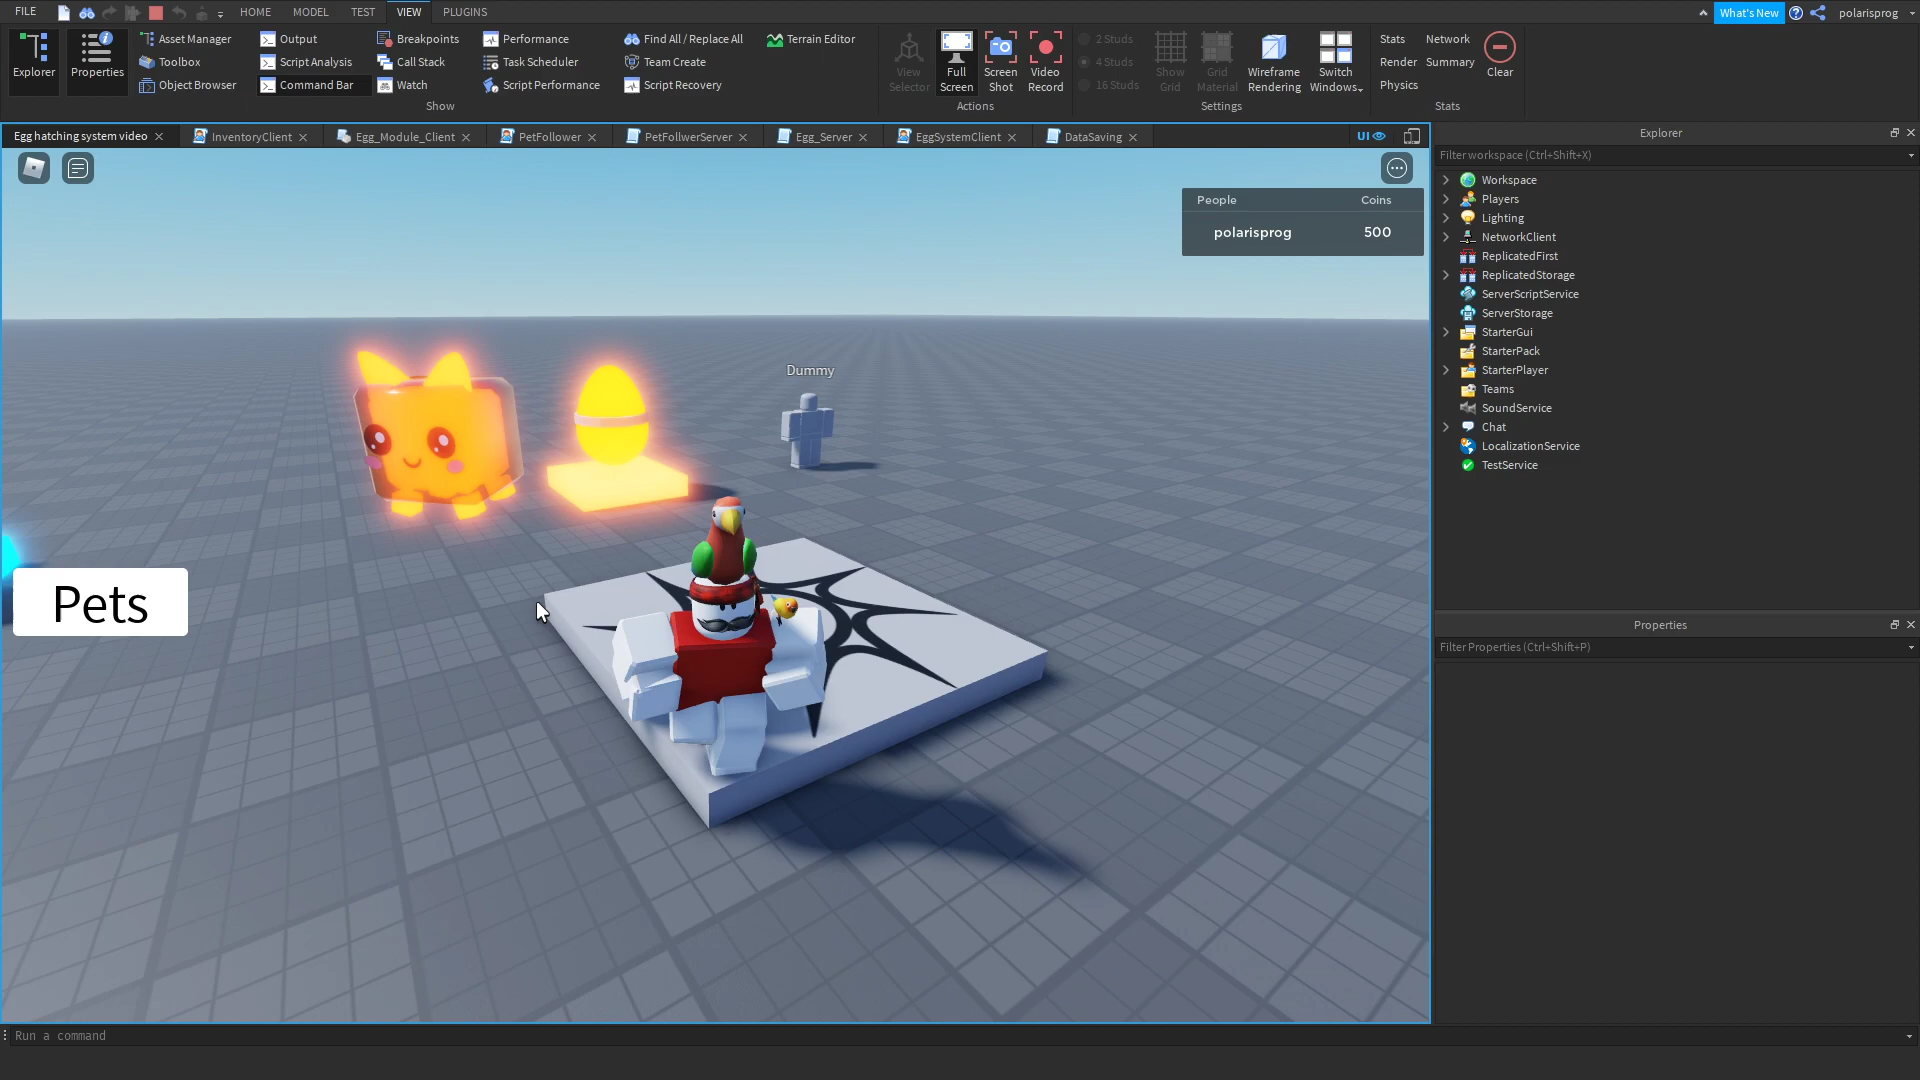 FILE HOME MODEL TEST VIEW PLUGINS What's New polarisprog
Explorer
Properties
Asset Manager
Toolbox
Object Browser
Output
Script Analysis
Command Bar
Breakpoints
Call Stack
Watch
Performance
Task Scheduler
Script Performance
Find All / Replace All
Team Create
Script Recovery
Terrain Editor
Show
View
Selector
Full
Screen
Screen
Shot
Video
Record
Actions
2 Studs
4 Studs
16 Studs
Show
Grid
Grid
Material
Wireframe
Rendering
Switch
Windows
Settings
Stats Network
Render Summary
Physics
Clear
Stats
Egg hatching system video InventoryClient Egg_Module_Client PetFollower PetFollwerServer Egg_Server EggSystemClient DataSaving UI
People Coins
polarisprog 500
Dummy
Pets
Explorer
Filter workspace (Ctrl+Shift+X)
Workspace
Players
Lighting
NetworkClient
ReplicatedFirst
ReplicatedStorage
ServerScriptService
ServerStorage
StarterGui
StarterPack
StarterPlayer
Teams
SoundService
Chat
LocalizationService
TestService
Properties
Filter Properties (Ctrl+Shift+P)
Run a command